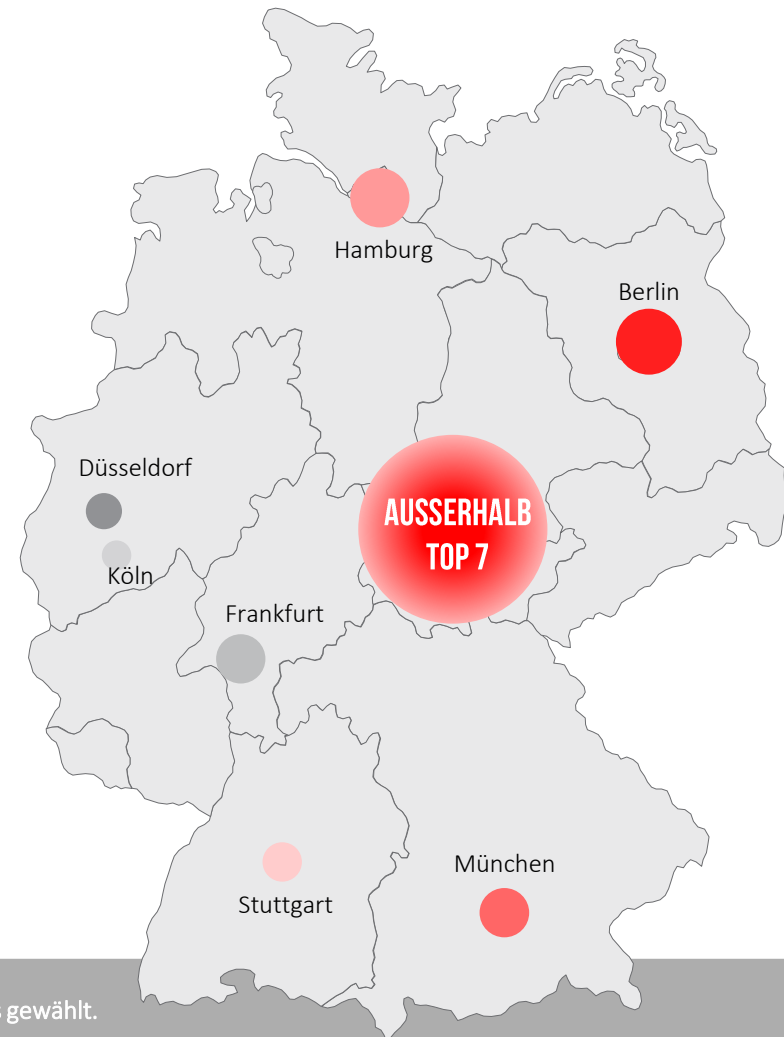 Hamburg
Berlin
Düsseldorf
AUSSERHALB
TOP 7
Köln
Frankfurt
München
Stuttgart
gewählt.